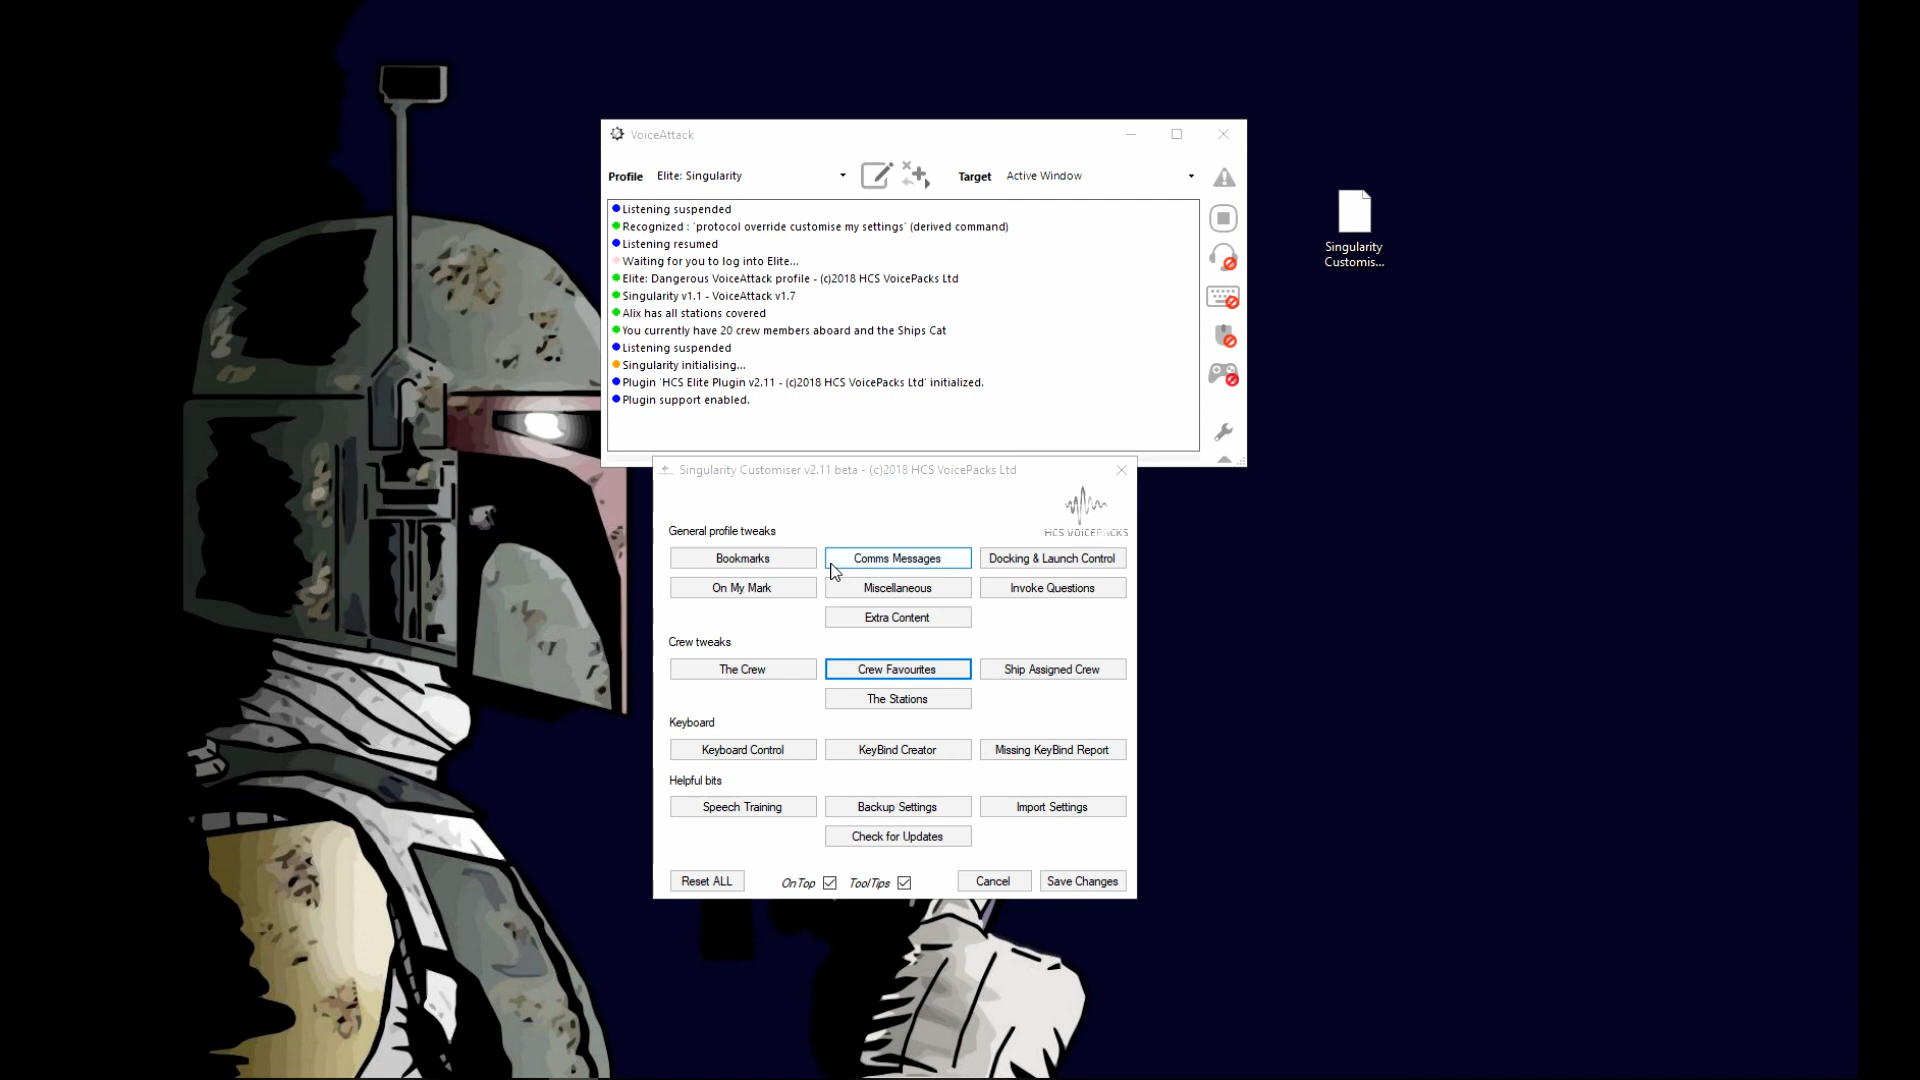 VoiceAttack
Profile Elite: Singularity Target Active Window
Listening suspended
Recognized : 'protocol override customise my settings' (derived command)
Listening resumed
Waiting for you to log into Elite...
Elite: Dangerous VoiceAttack profile - (c)2018 HCS VoicePacks Ltd
Singularity v1.1 - VoiceAttack v1.7
Alix has all stations covered
You currently have 20 crew members aboard and the Ships Cat
Listening suspended
Singularity initialising...
Plugin 'HCS Elite Plugin v2.11 - (c)2018 HCS VoicePacks Ltd' initialized.
Plugin support enabled.
Singularity
Customis...
Singularity Customiser v2.11 beta - (c)2018 HCS VoicePacks Ltd
HCS VOICEPACKS
General profile tweaks
Bookmarks Comms Messages Docking & Launch Control
On My Mark Miscellaneous Invoke Questions
Extra Content
Crew tweaks
The Crew Crew Favourites Ship Assigned Crew
The Stations
Keyboard
Keyboard Control KeyBind Creator Missing KeyBind Report
Helpful bits
Speech Training Backup Settings Import Settings
Check for Updates
Reset ALL OnTop ToolTips Cancel Save Changes